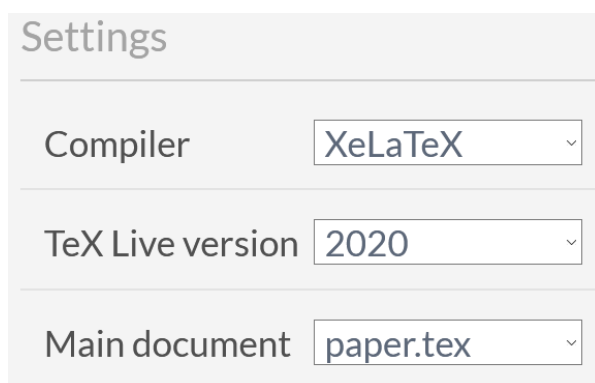 Settings
Compiler XeLaTeX
TeX Live version 2020
Main document paper.tex